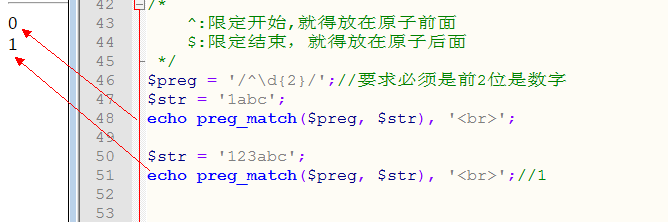 0
1
42 /*
43 ^:限定开始,就得放在原子前面
44 $:限定结束，就得放在原子后面
45 */
46 $preg = '/^\d{2}/';//要求必须是前2位是数字
47 $str = '1abc';
48 echo preg_match($preg, $str), '<br>';
49
50 $str = '123abc';
51 echo preg_match($preg, $str), '<br>';//1
52
53